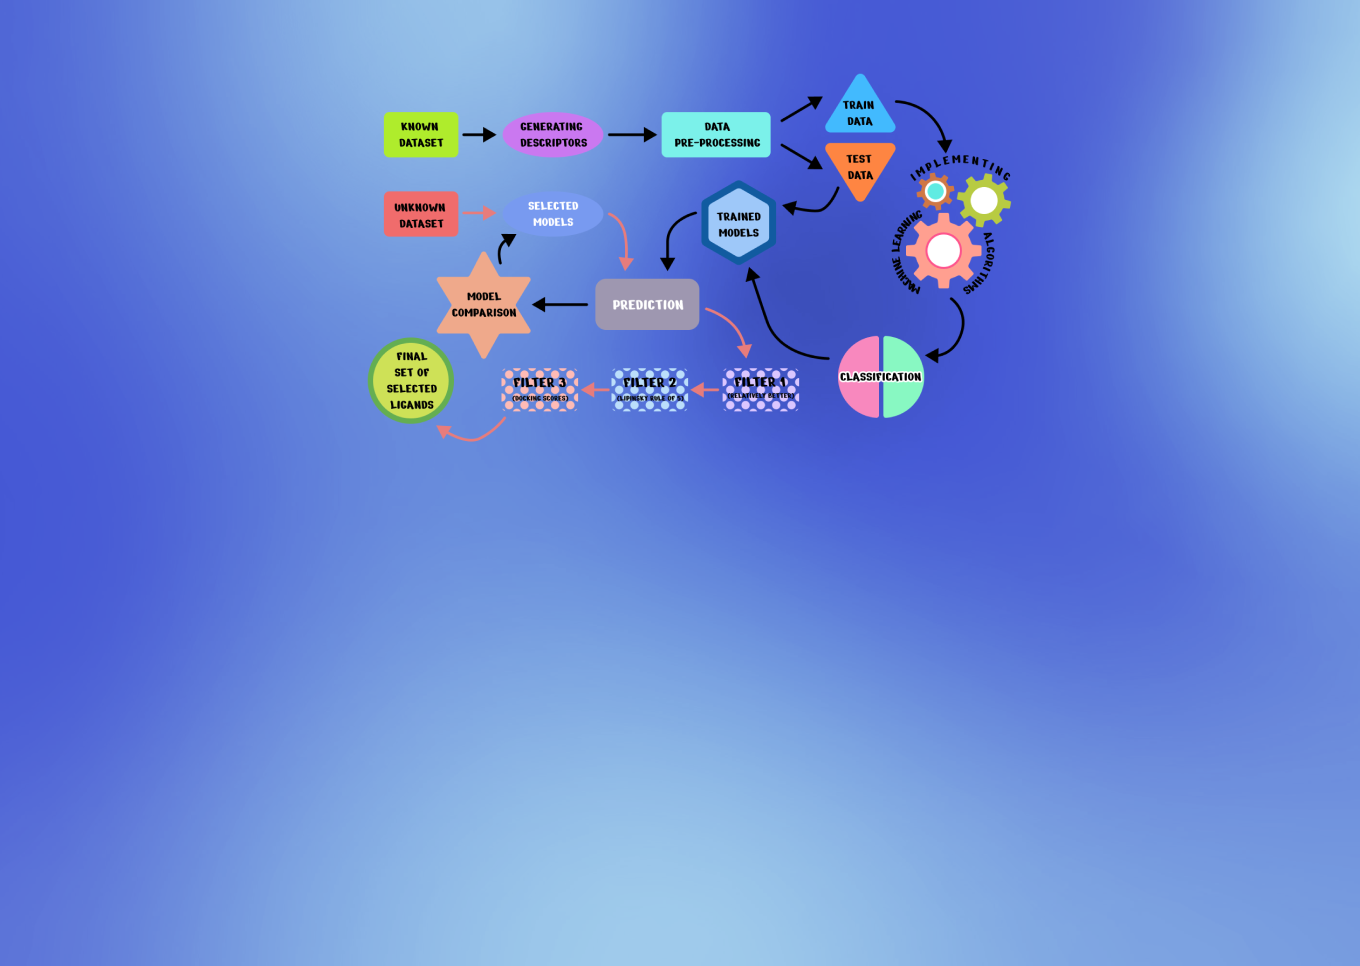 KNOWN
DATASET
GENERATING
DESCRIPTORS
DATA
PRE-PROCESSING
TRAIN
DATA
TEST
DATA
IMPLEMENTING
MACHINE LEARNING
ALGORITHMS
UNKNOWN
DATASET
SELECTED
MODELS
TRAINED
MODELS
MODEL
COMPARISON
PREDICTION
FINAL
SET OF
SELECTED
LIGANDS
FILTER 3
(DOCKING SCORES)
FILTER 2
(LIPINSKY RULE OF 5)
FILTER 1
(RELATIVELY BETTER)
CLASSIFICATION